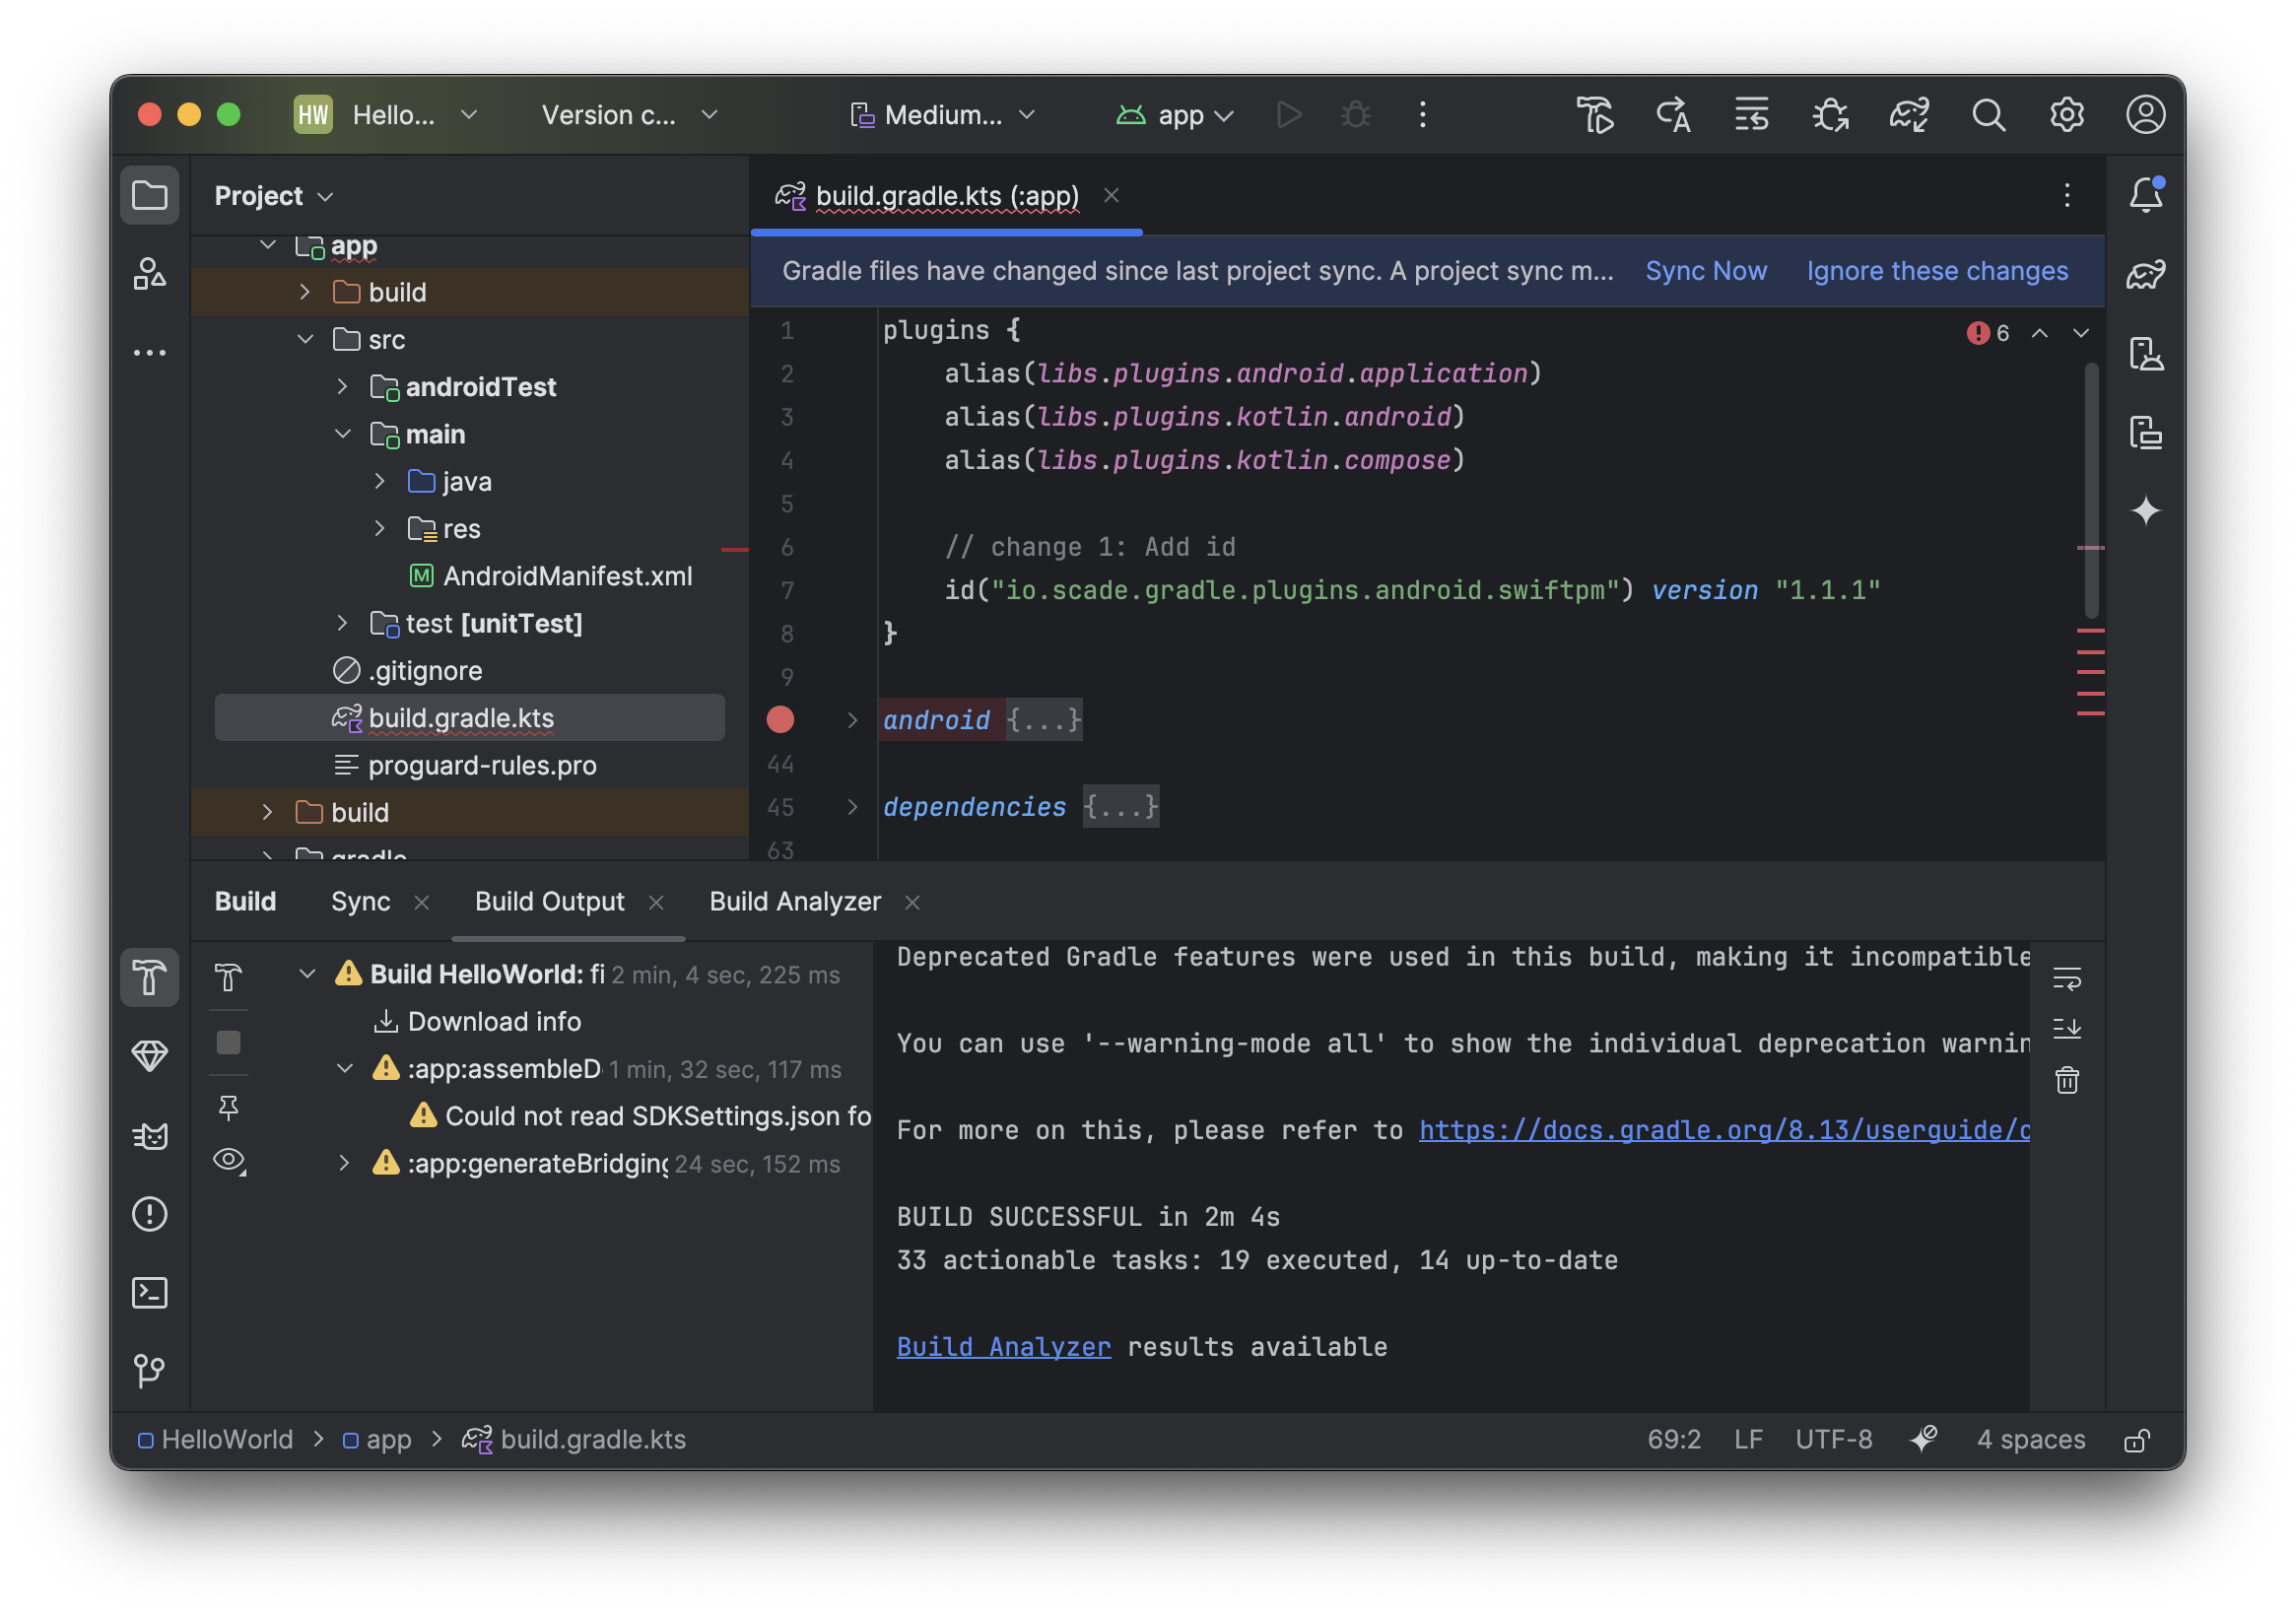 HW Hello... Version c... Medium... app
Project
build.gradle.kts (:app)
app
build
src
androidTest
main
java
res
AndroidManifest.xml
test [unitTest]
.gitignore
build.gradle.kts
proguard-rules.pro
build
gradle
Gradle files have changed since last project sync. A project sync m... Sync Now Ignore these changes
6
1 plugins {
2 alias(libs.plugins.android.application)
3 alias(libs.plugins.kotlin.android)
4 alias(libs.plugins.kotlin.compose)
5
6 // change 1: Add id
7 id("io.scade.gradle.plugins.android.swiftpm") version "1.1.1"
8 }
9
android {...}
44
45 dependencies {...}
63
Build Sync Build Output Build Analyzer
Build HelloWorld: fi 2 min, 4 sec, 225 ms
Download info
:app:assembleD 1 min, 32 sec, 117 ms
Could not read SDKSettings.json fo
:app:generateBridging 24 sec, 152 ms
Deprecated Gradle features were used in this build, making it incompatible
You can use '--warning-mode all' to show the individual deprecation warnin
For more on this, please refer to https://docs.gradle.org/8.13/userguide/c
BUILD SUCCESSFUL in 2m 4s
33 actionable tasks: 19 executed, 14 up-to-date
Build Analyzer results available
HelloWorld app build.gradle.kts 69:2 LF UTF-8 4 spaces